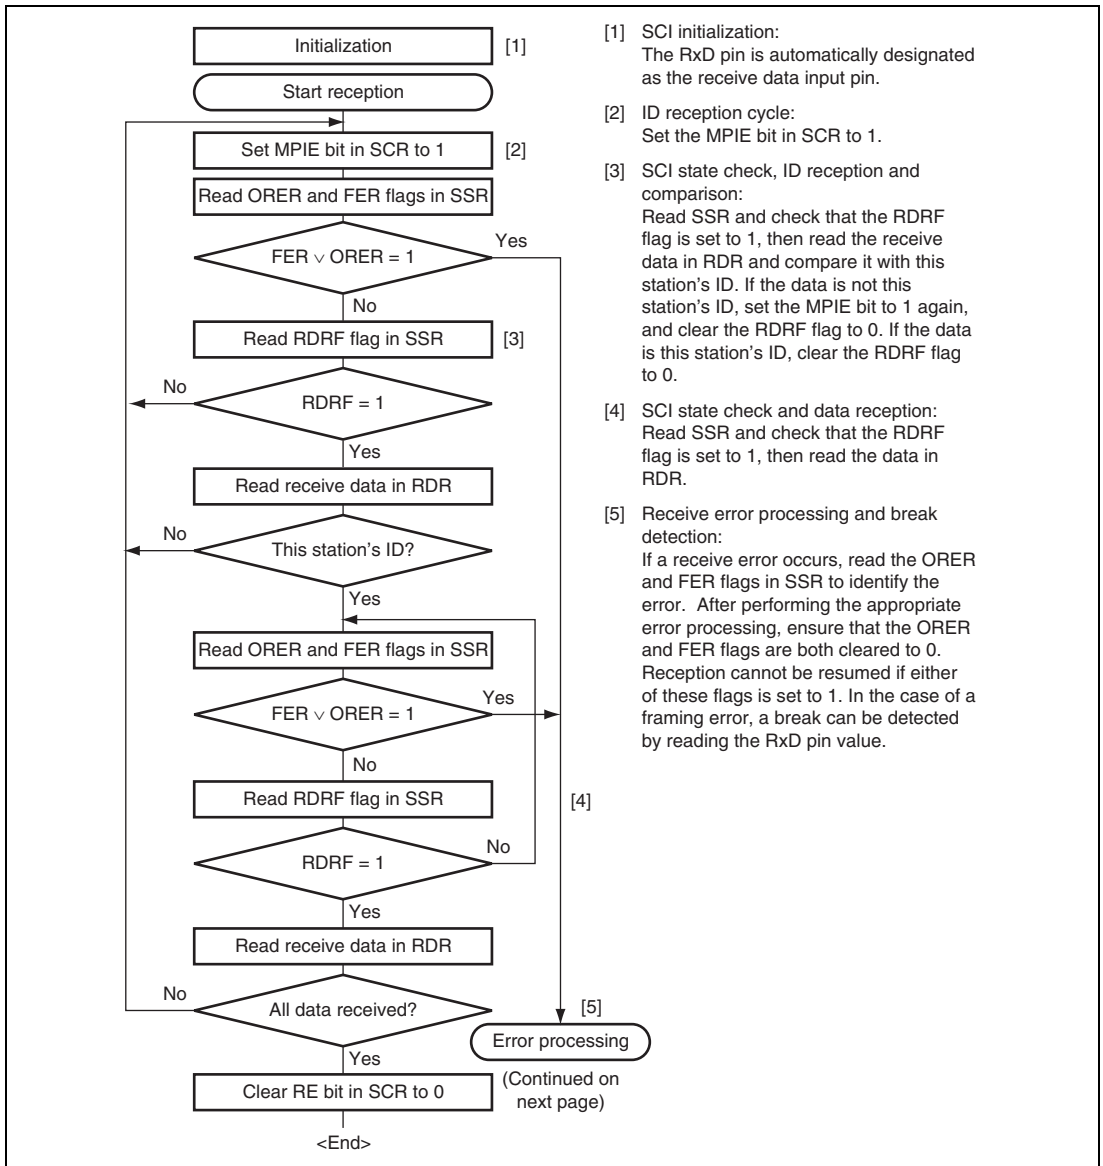 Initialization [1]
Start reception
Set MPIE bit in SCR to 1 [2]
Read ORER and FER flags in SSR
FER ∨ ORER = 1
Yes
No
Read RDRF flag in SSR [3]
No
RDRF = 1
Yes
Read receive data in RDR
No
This station's ID?
Yes
Read ORER and FER flags in SSR
FER ∨ ORER = 1
Yes
No
Read RDRF flag in SSR
[4]
RDRF = 1
No
Yes
Read receive data in RDR
No
All data received?
[5]
Error processing
Yes
(Continued on
next page)
Clear RE bit in SCR to 0
<End>
[1] SCI initialization:
The RxD pin is automatically designated
as the receive data input pin.
[2] ID reception cycle:
Set the MPIE bit in SCR to 1.
[3] SCI state check, ID reception and
comparison:
Read SSR and check that the RDRF
flag is set to 1, then read the receive
data in RDR and compare it with this
station's ID. If the data is not this
station's ID, set the MPIE bit to 1 again,
and clear the RDRF flag to 0. If the data
is this station's ID, clear the RDRF flag
to 0.
[4] SCI state check and data reception:
Read SSR and check that the RDRF
flag is set to 1, then read the data in
RDR.
[5] Receive error processing and break
detection:
If a receive error occurs, read the ORER
and FER flags in SSR to identify the
error. After performing the appropriate
error processing, ensure that the ORER
and FER flags are both cleared to 0.
Reception cannot be resumed if either
of these flags is set to 1. In the case of a
framing error, a break can be detected
by reading the RxD pin value.